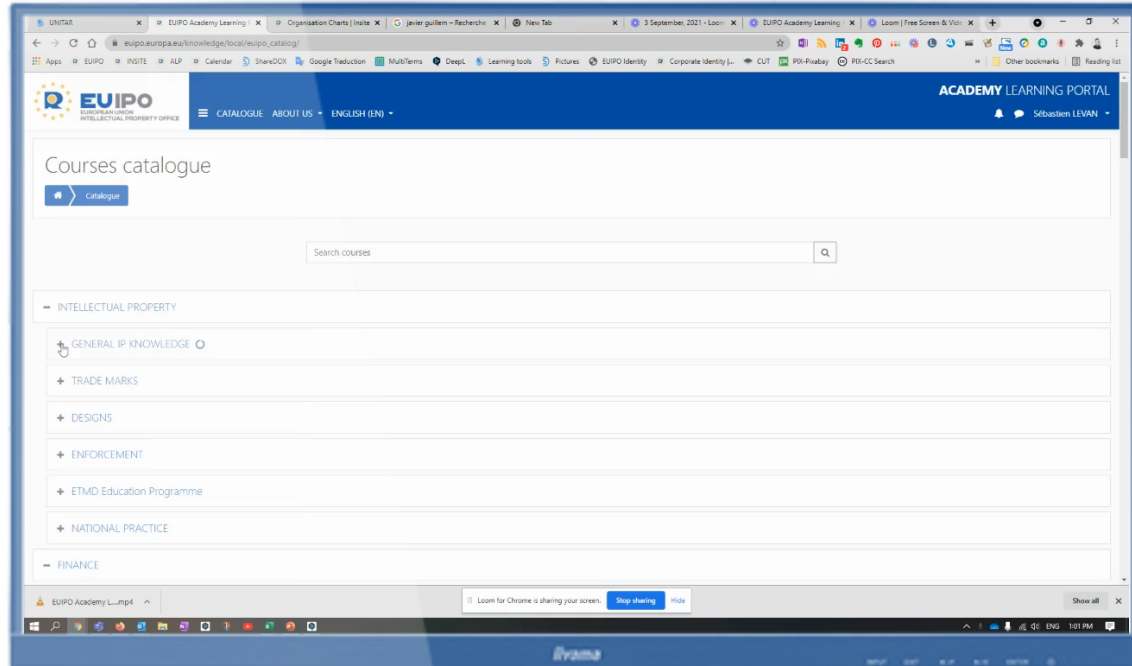 UNITAR
EUIPO Academy Learning
Organisation Charts | Insite
javier guillem – Recherche
New Tab
3 September, 2021 - Loom
EUIPO Academy Learning
Loom | Free Screen & Vide
euipo.europa.eu/knowledge/local/euipo_catalog/
Apps EUIPO INSITE ALP Calendar ShareDOX Google Traduction MultiTerms DeepL Learning tools Pictures EUIPO Identity Corporate Identity |... CUT PIX-Pixabay PIX-CC Search » Other bookmarks Reading list
ACADEMY LEARNING PORTAL
EUIPO
EUROPEAN UNION
INTELLECTUAL PROPERTY OFFICE
CATALOGUE ABOUT US ENGLISH (EN)
Sébastien LEVAN
Courses catalogue
Catalogue
Search courses
INTELLECTUAL PROPERTY
GENERAL IP KNOWLEDGE
TRADE MARKS
DESIGNS
ENFORCEMENT
ETMD Education Programme
NATIONAL PRACTICE
FINANCE
EUIPO Academy L....mp4
Loom for Chrome is sharing your screen. Stop sharing Hide
Show all
ENG 1:01 PM
iiyama